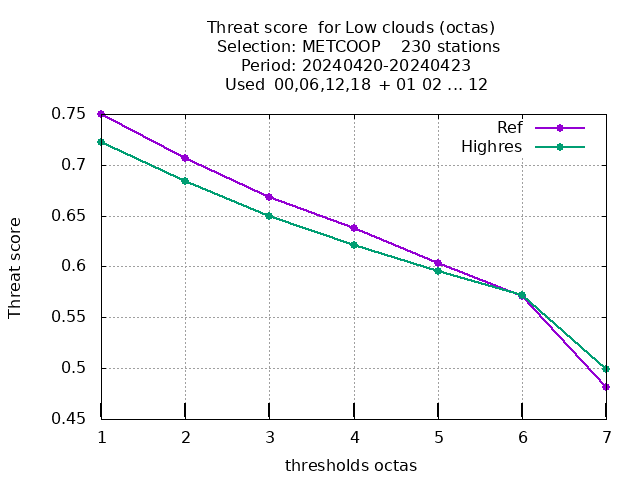 Threat score  for Low clouds (octas)
Selection: METCOOP    230 stations
Period: 20240420-20240423
Used  00,06,12,18  + 01 02 ... 12
0.75
0.7
0.65
0.6
0.55
0.5
0.45
Threat score
Ref
Highres
1 2 3 4 5 6 7
thresholds octas